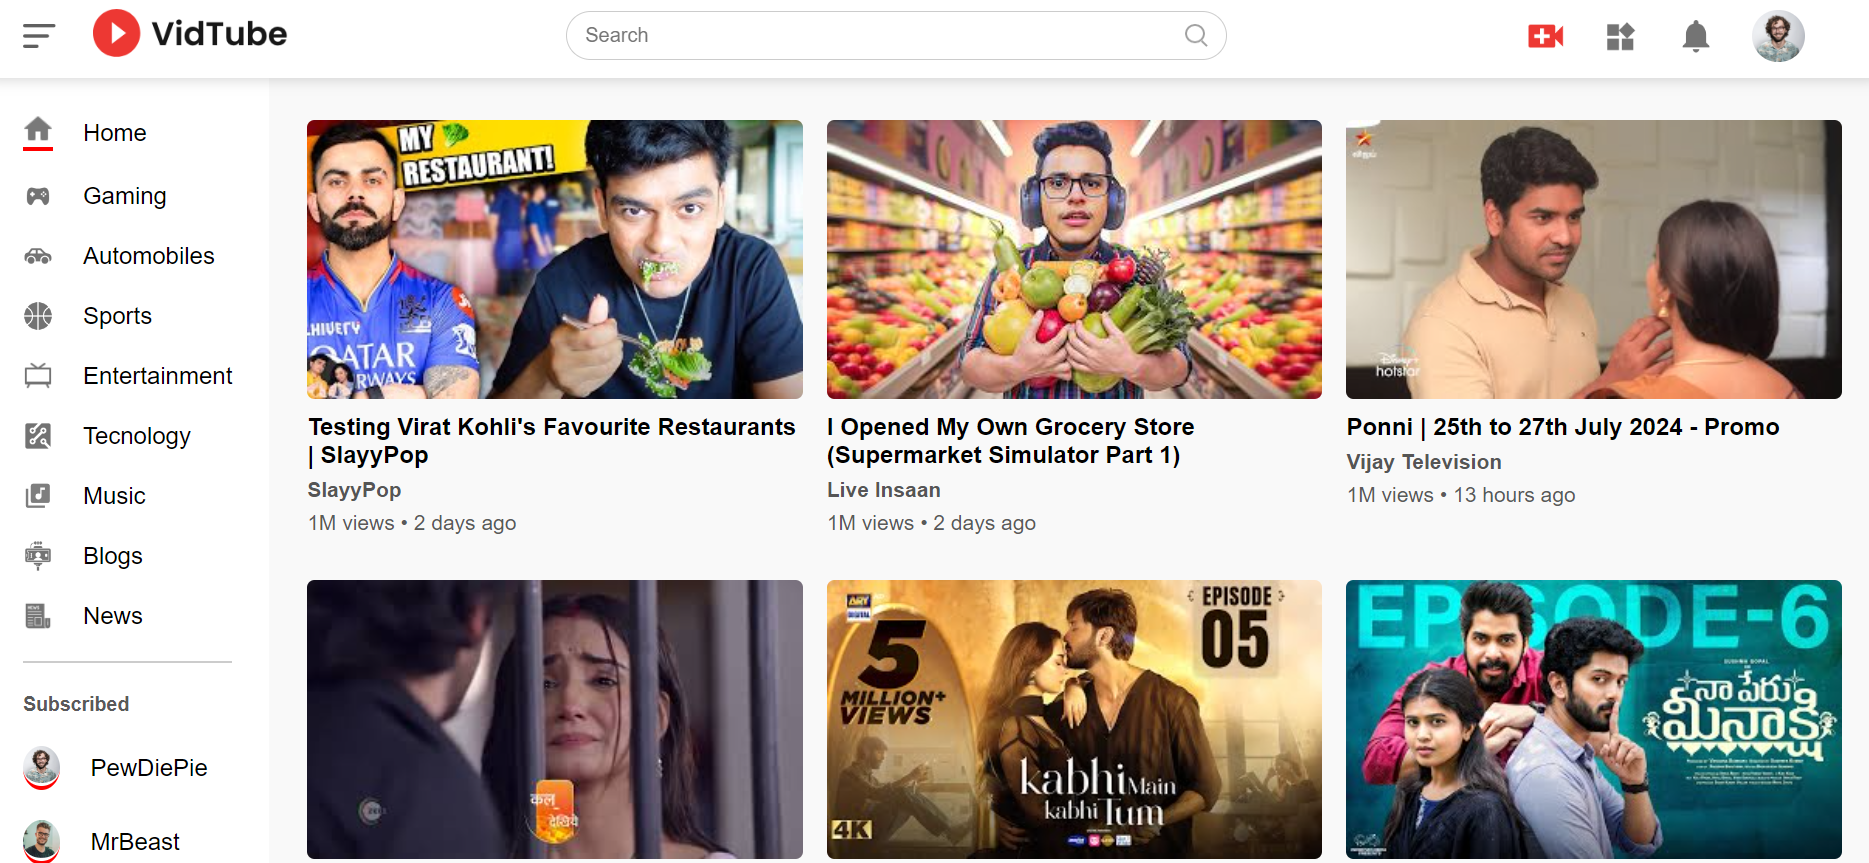 VidTube
Search
Home
Gaming
Automobiles
Sports
Entertainment
Tecnology
Music
Blogs
News
Subscribed
PewDiePie
MrBeast
MY
RESTAURANT!
QATAR
Testing Virat Kohli's Favourite Restaurants
| SlayyPop
SlayyPop
1M views • 2 days ago
I Opened My Own Grocery Store
(Supermarket Simulator Part 1)
Live Insaan
1M views • 2 days ago
விஜய்
Disney+
hotstar
Ponni | 25th to 27th July 2024 - Promo
Vijay Television
1M views • 13 hours ago
कल
देखिये
ARY
DIGITAL
5
MILLION+
VIEWS
EPISODE
05
kabhi Main
kabhi Tum
4K
EPISODE-6
నా పేరు
మీనాక్షి